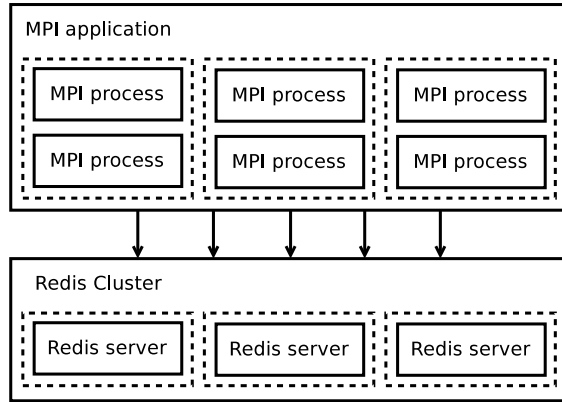 MPI application
MPI process MPI process MPI process
MPI process MPI process MPI process
Redis Cluster
Redis server Redis server Redis server